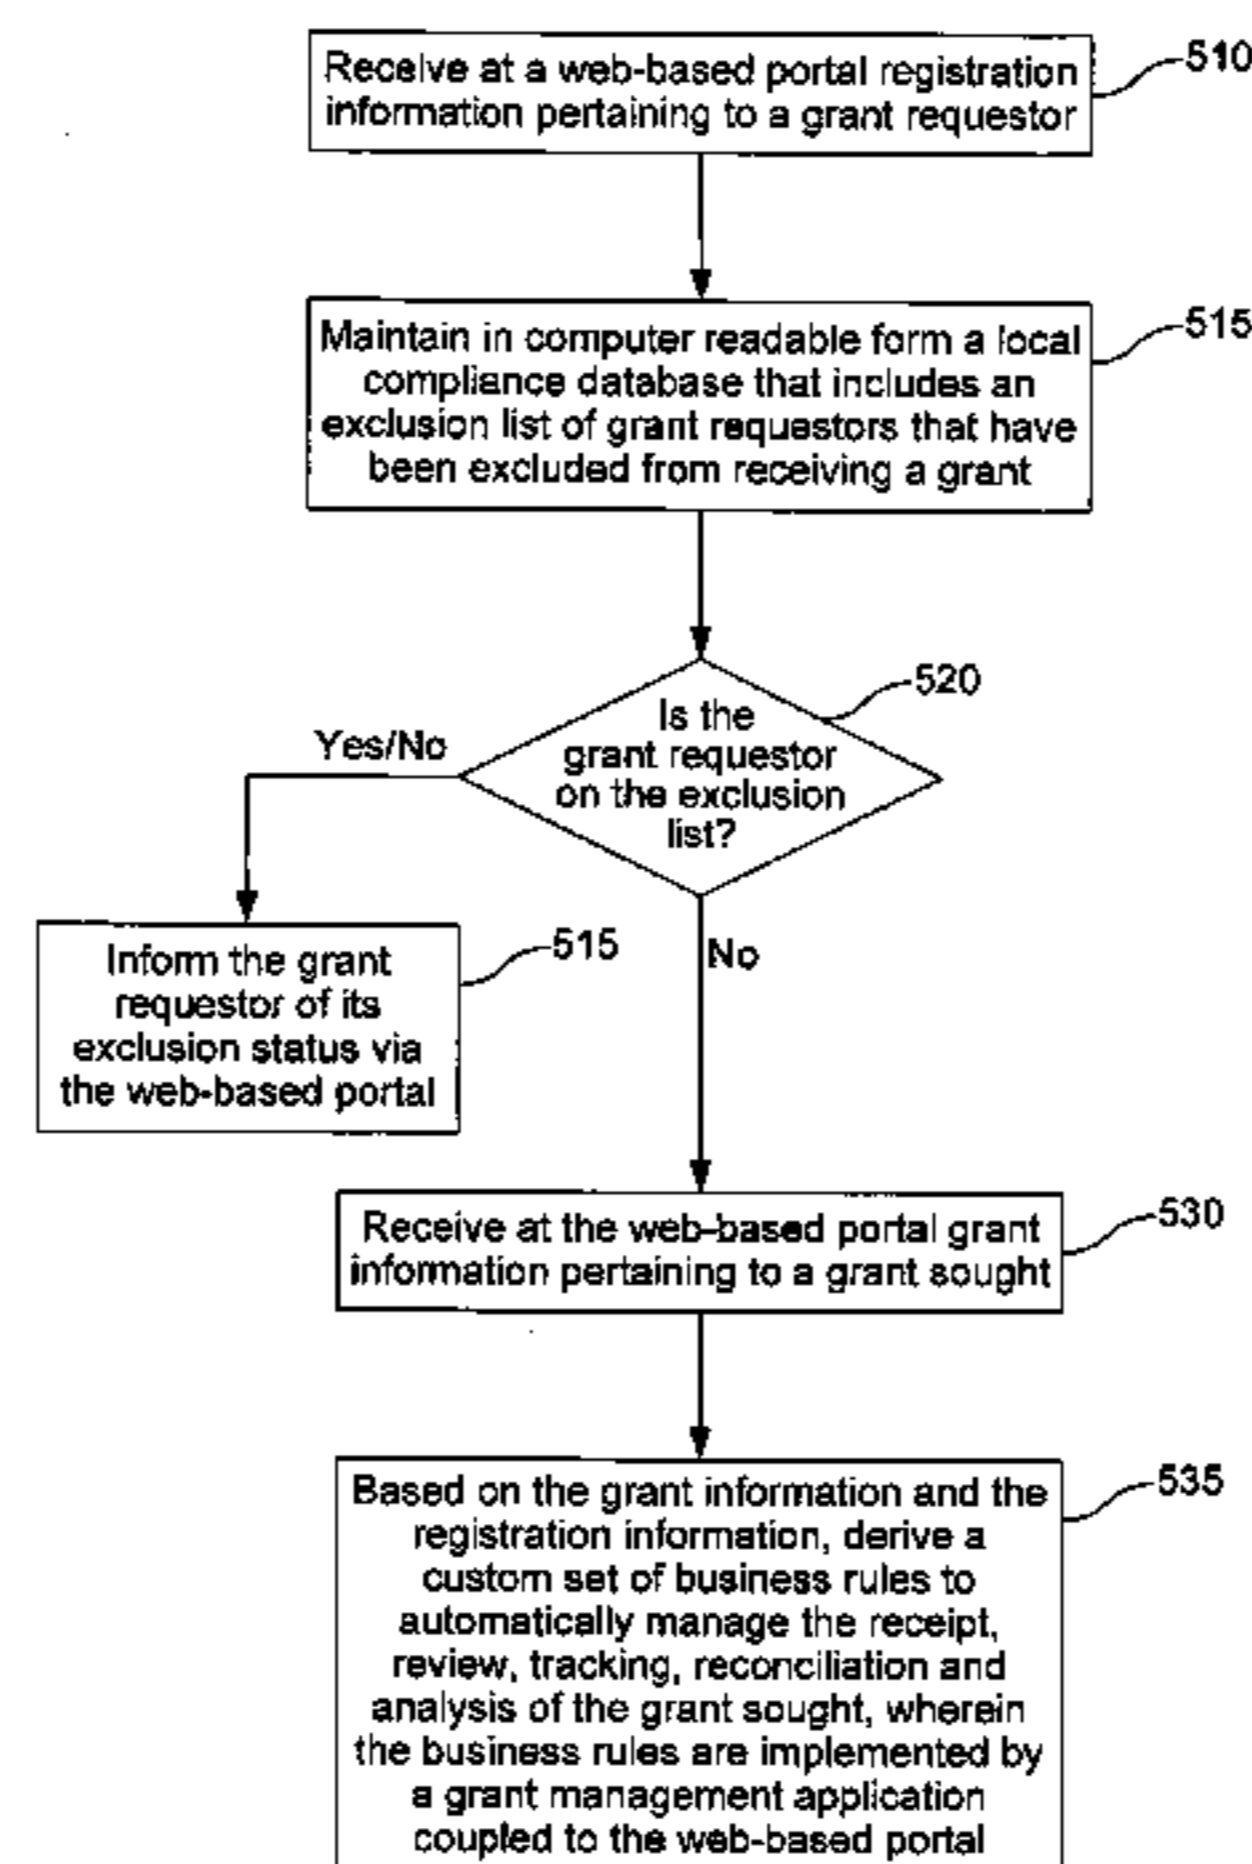 Receive at a web-based portal registration
information pertaining to a grant requestor
510
Maintain in computer readable form a local
compliance database that includes an
exclusion list of grant requestors that have
been excluded from receiving a grant
515
Is the
grant requestor
on the exclusion
list?
520
Yes/No
Inform the grant
requestor of its
exclusion status via
the web-based portal
515
No
Receive at the web-based portal grant
information pertaining to a grant sought
530
Based on the grant information and the
registration information, derive a
custom set of business rules to
automatically manage the receipt,
review, tracking, reconciliation and
analysis of the grant sought, wherein
the business rules are implemented by
a grant management application
coupled to the web-based portal
535